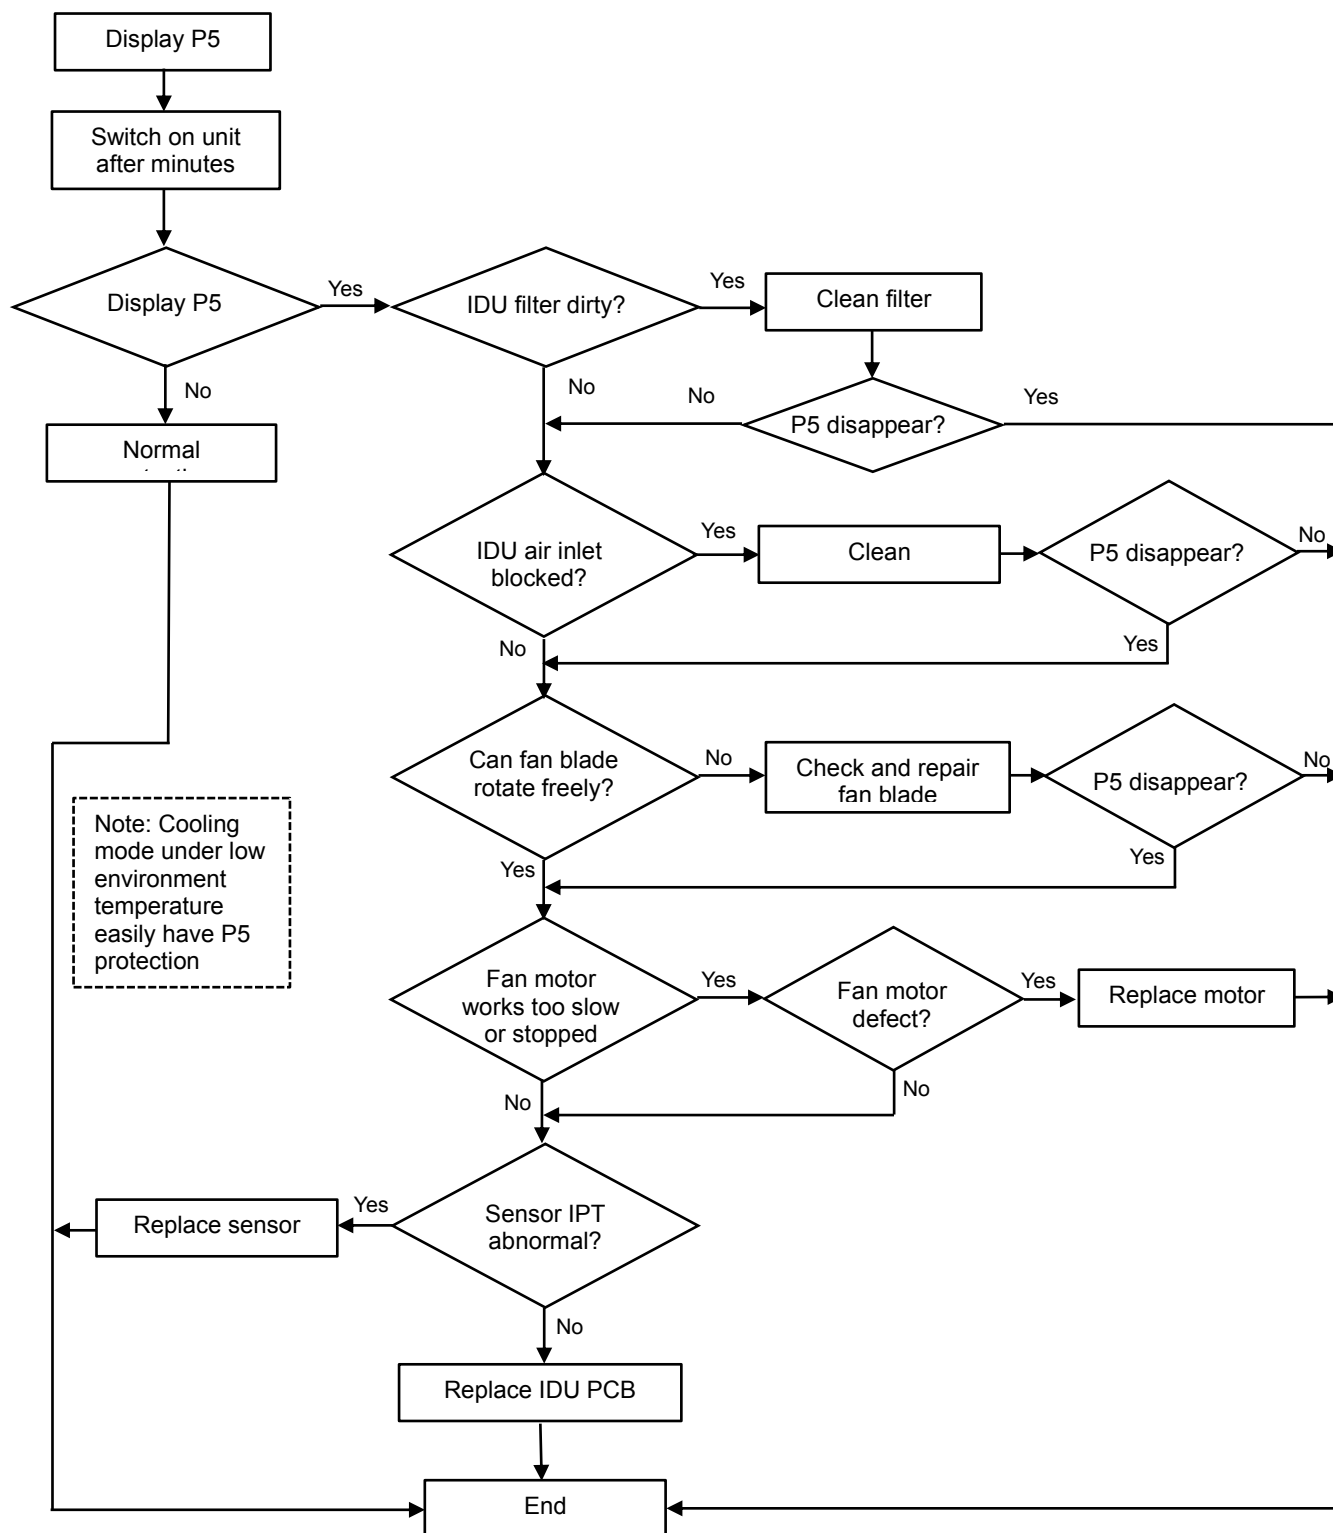 Display P5
Switch on unit
after minutes
Display P5
Yes
IDU filter dirty?
Yes
Clean filter
No
No
No
P5 disappear?
Yes
Normal
IDU air inlet
blocked?
Yes
Clean
P5 disappear?
No
No
Yes
Can fan blade
rotate freely?
No
Check and repair
fan blade
P5 disappear?
No
Yes
Yes
Note: Cooling
mode under low
environment
temperature
easily have P5
protection
Fan motor
works too slow
or stopped
Yes
Fan motor
defect?
Yes
Replace motor
No
No
Replace sensor
Yes
Sensor IPT
abnormal?
No
Replace IDU PCB
End